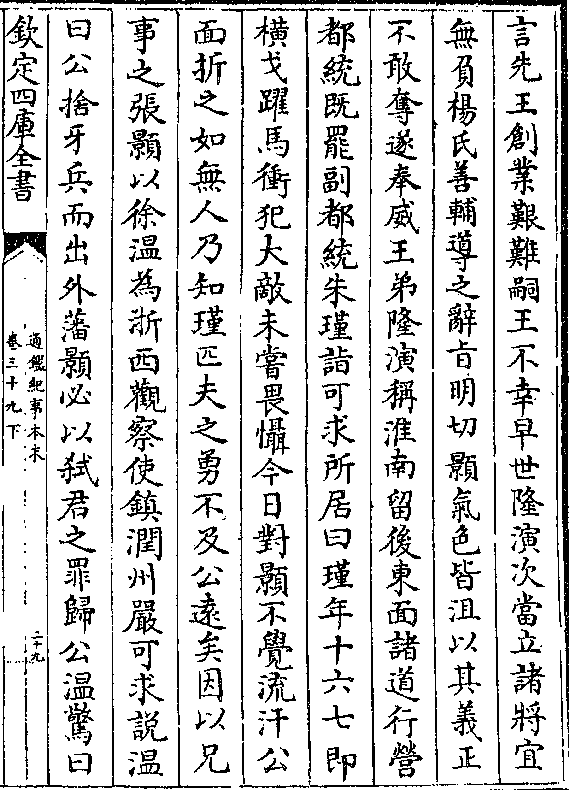 言先王創業艱難嗣王不幸早世隆演次當立諸將宜
無負楊氏善輔導之辭㫖明切顥氣色皆沮以其義正
不敢奪遂奉威王弟隆演稱淮南留後東面諸道行營
都統既罷副都統朱瑾詣可求所居曰瑾年十六七即
横戈躍馬衝犯大敵未嘗畏懾今日對顥不覺流汗公
面折之如無人乃知瑾匹夫之勇不及公遠矣因以兄
事之張顥以徐温為浙西觀察使鎮潤州嚴可求說温
曰公捨牙兵而出外藩顥必以弑君之罪歸公温驚曰
欽定四庫全書
通鑑紀事本末
卷三十九下
二十九